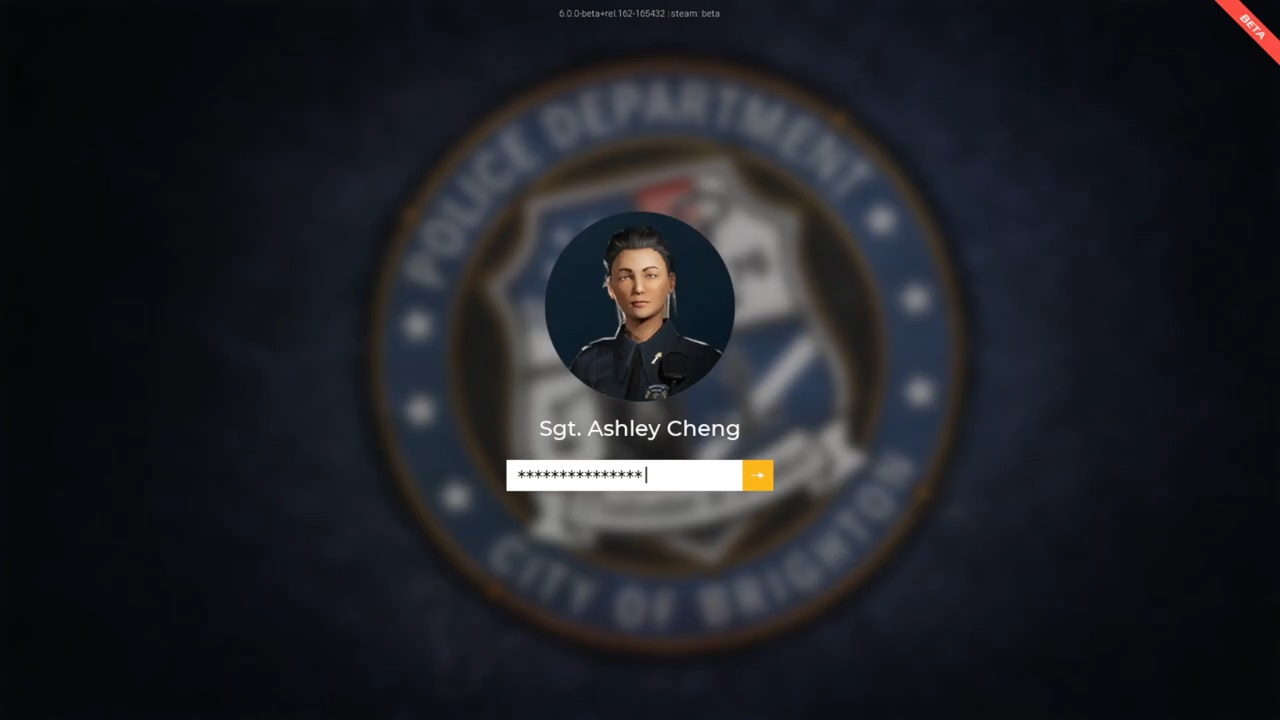 6.0.0-beta+rel.162-165432 | steam: beta
BETA
POLICE DEPARTMENT
Sgt. Ashley Cheng
***************
CITY OF BRIGHTON